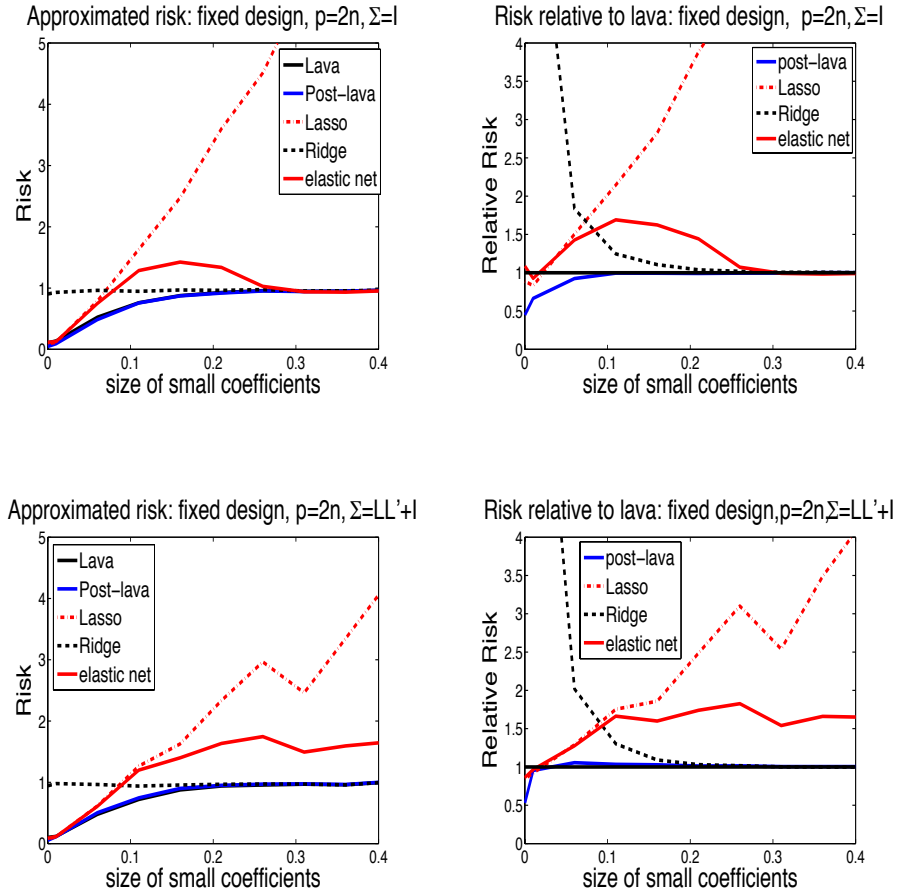 Approximated risk: fixed design, p=2n, Σ=I
5
4
3
2
1
0
Risk
Lava
Post−lava
Lasso
Ridge
elastic net
0
0.1
0.2
0.3
0.4
size of small coefficients
Risk relative to lava: fixed design, p=2n, Σ=I
4
3.5
3
2.5
2
1.5
1
0.5
0
Relative Risk
post−lava
Lasso
Ridge
elastic net
0
0.1
0.2
0.3
0.4
size of small coefficients
Approximated risk: fixed design, p=2n, Σ=LL'+I
5
4
3
2
1
0
Risk
Lava
Post−lava
Lasso
Ridge
elastic net
0
0.1
0.2
0.3
0.4
size of small coefficients
Risk relative to lava: fixed design,p=2n,Σ=LL'+I
4
3.5
3
2.5
2
1.5
1
0.5
0
Relative Risk
post−lava
Lasso
Ridge
elastic net
0
0.1
0.2
0.3
0.4
size of small coefficients